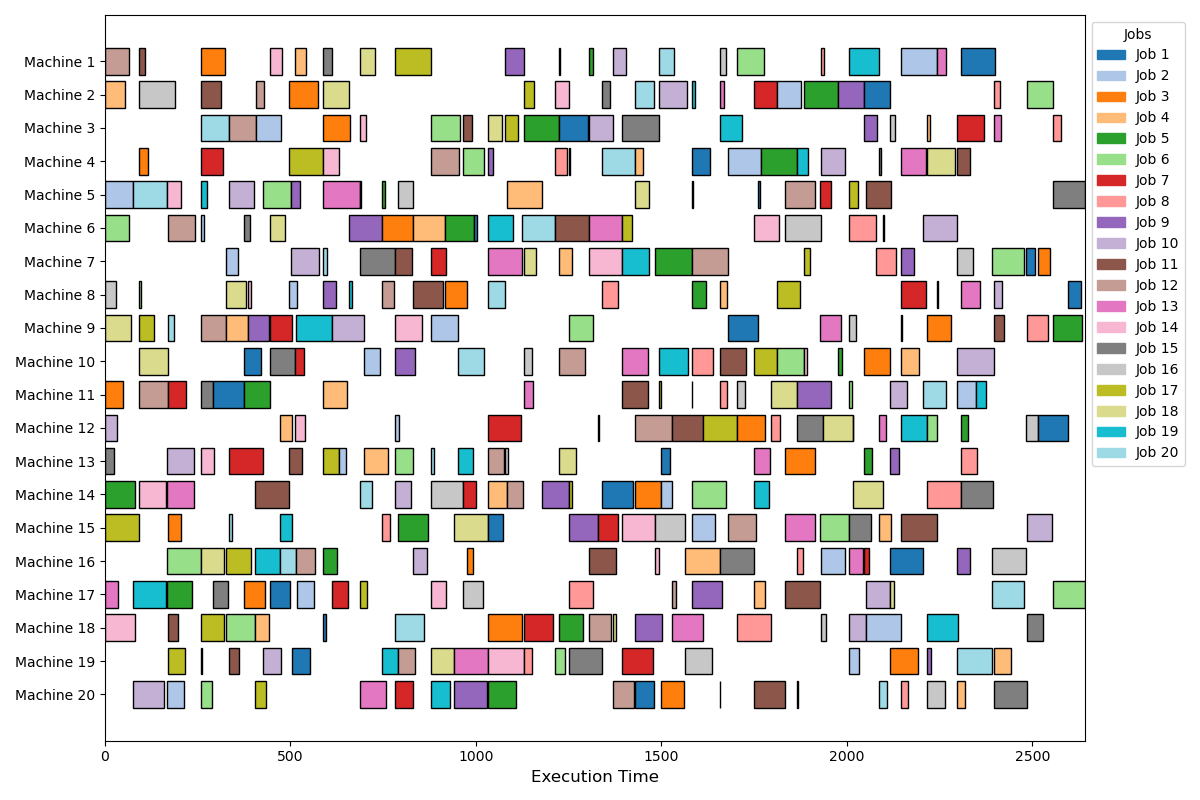 Machine 1
Machine 2
Machine 3
Machine 4
Machine 5
Machine 6
Machine 7
Machine 8
Machine 9
Machine 10
Machine 11
Machine 12
Machine 13
Machine 14
Machine 15
Machine 16
Machine 17
Machine 18
Machine 19
Machine 20
0 500 1000 1500 2000 2500
Execution Time
Jobs
Job 1
Job 2
Job 3
Job 4
Job 5
Job 6
Job 7
Job 8
Job 9
Job 10
Job 11
Job 12
Job 13
Job 14
Job 15
Job 16
Job 17
Job 18
Job 19
Job 20